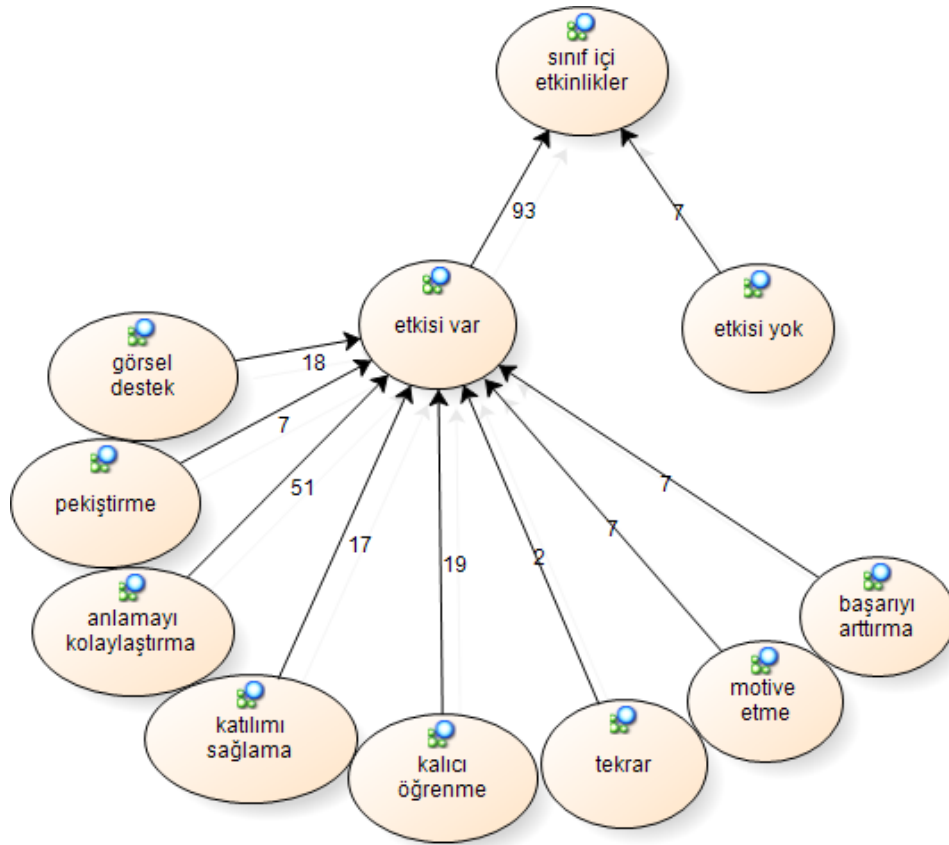 sınıf içi
etkinlikler
93
7
etkisi var
etkisi yok
görsel
destek
18
pekiştirme
7
anlamayı
kolaylaştırma
51
katılımı
sağlama
17
kalıcı
öğrenme
19
tekrar
2
motive
etme
7
başarıyı
arttırma
7